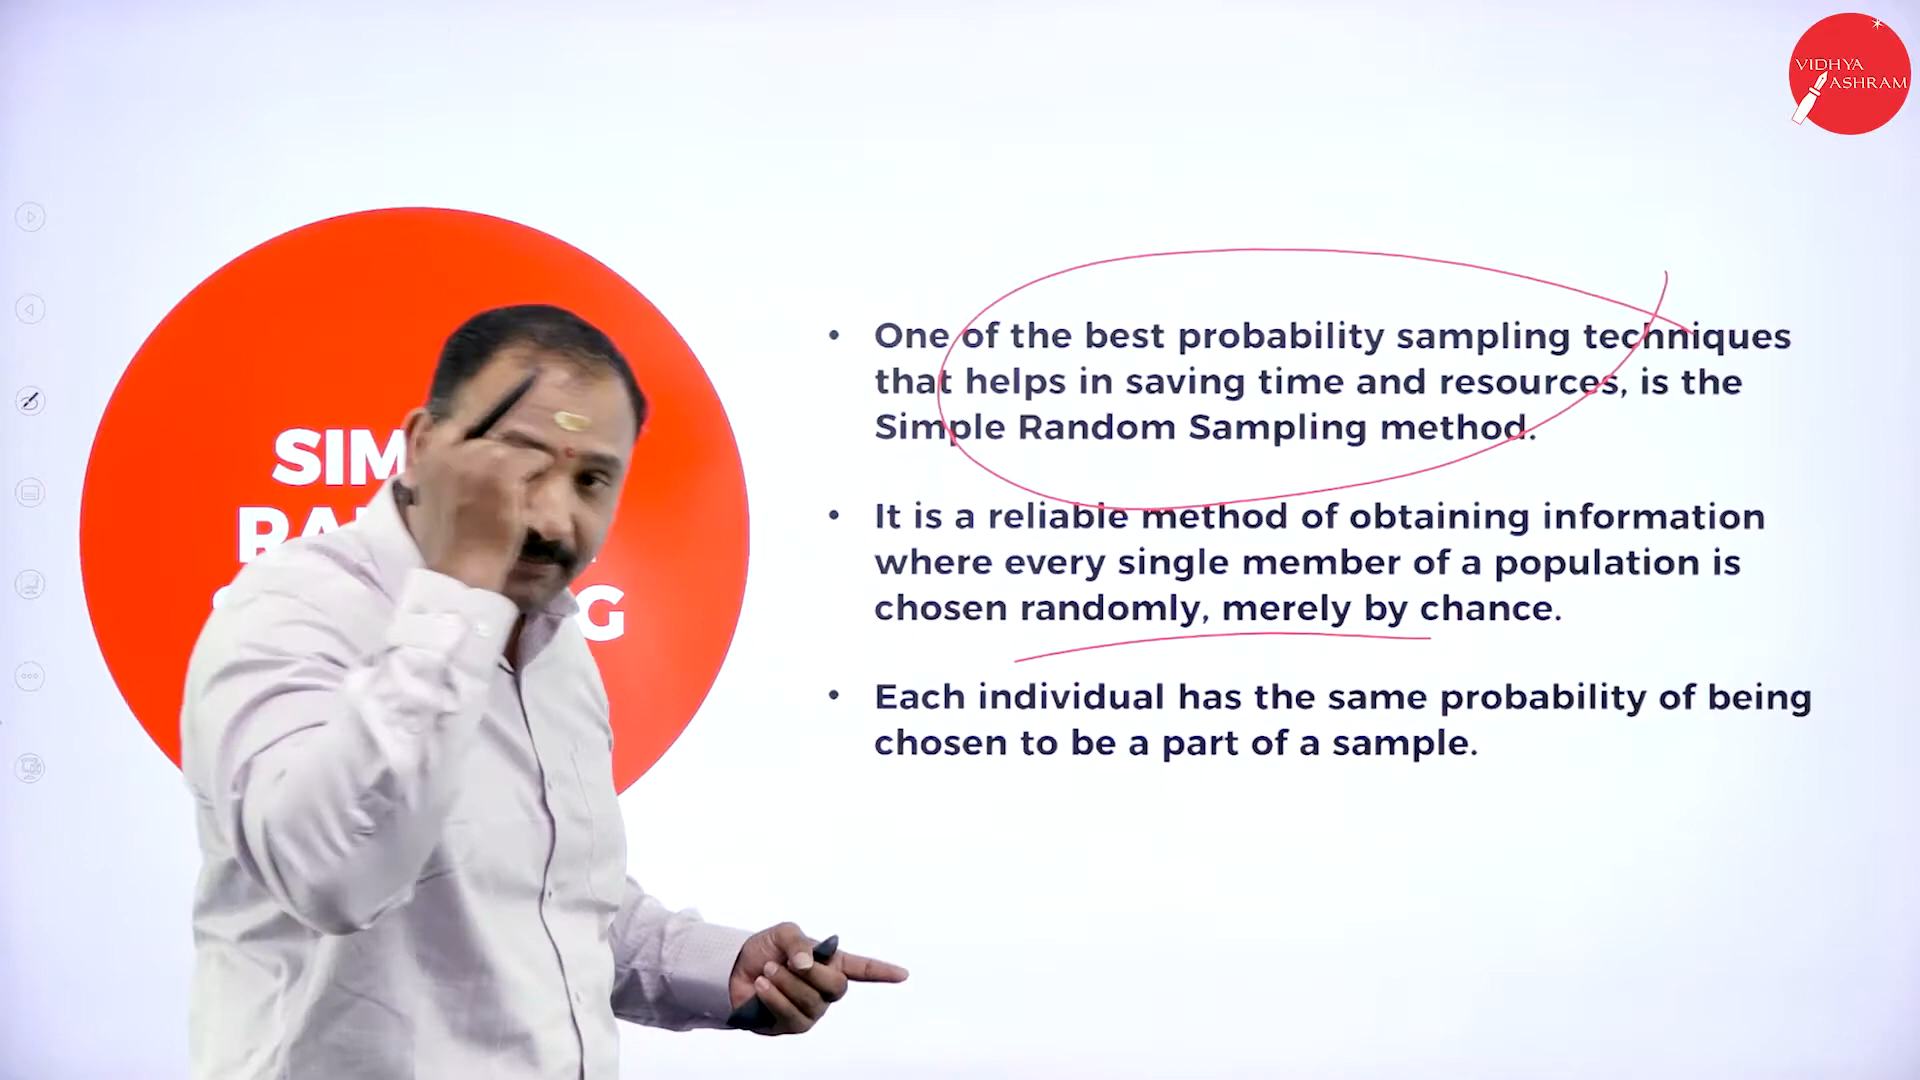 VIDHYA
ASHRAM
One of the best probability sampling techniques
that helps in saving time and resources, is the
Simple Random Sampling method.
It is a reliable method of obtaining information
where every single member of a population is
chosen randomly, merely by chance.
Each individual has the same probability of being
chosen to be a part of a sample.